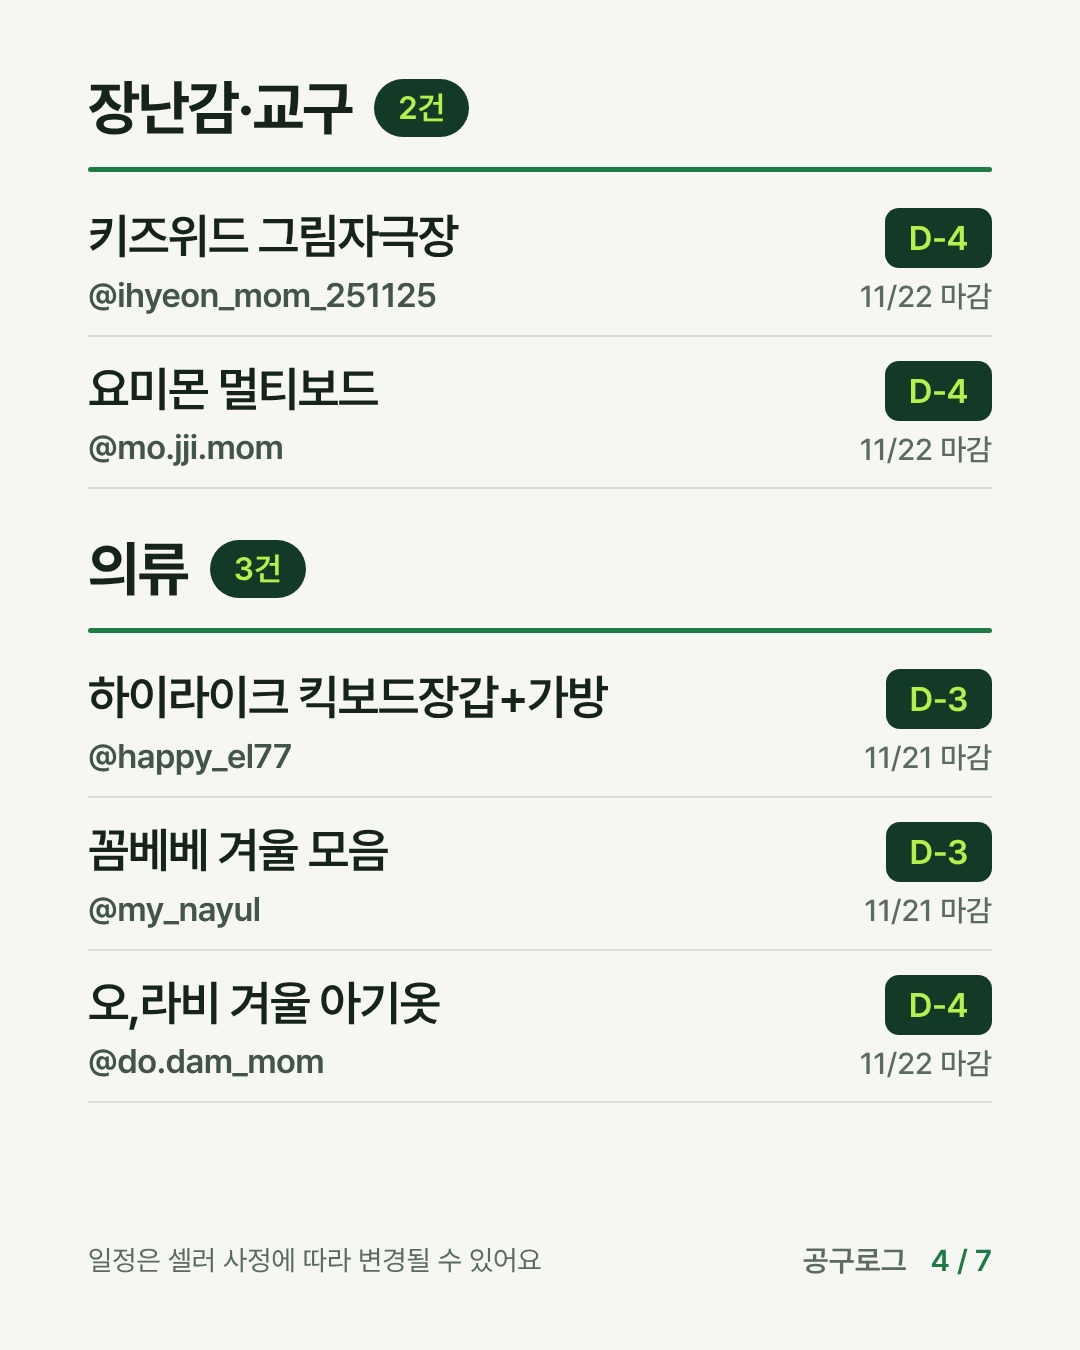 장난감·교구 2건
키즈위드 그림자극장 D-4
@ihyeon_mom_251125 11/22 마감
요미몬 멀티보드 D-4
@mo.jji.mom 11/22 마감
의류 3건
하이라이크 킥보드장갑+가방 D-3
@happy_el77 11/21 마감
꼼베베 겨울 모음 D-3
@my_nayul 11/21 마감
오,라비 겨울 아기옷 D-4
@do.dam_mom 11/22 마감
일정은 셀러 사정에 따라 변경될 수 있어요 공구로그 4 / 7